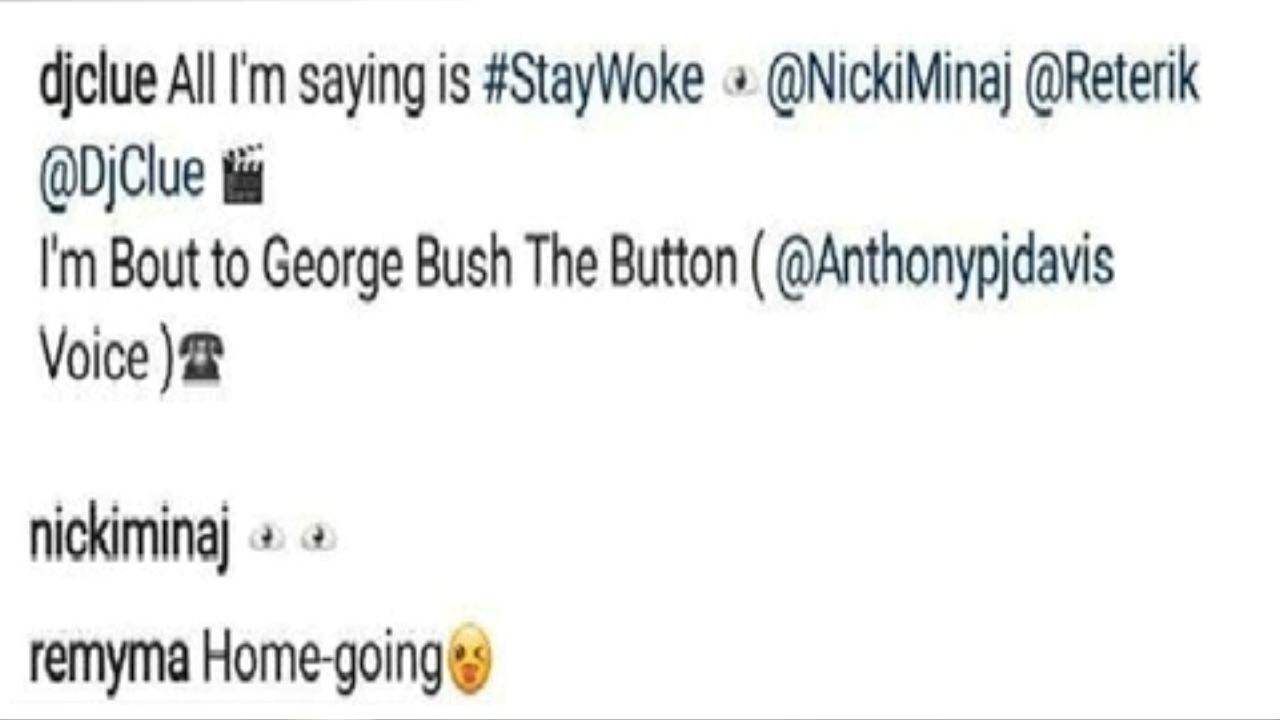 djclue All I'm saying is #StayWoke 👁 @NickiMinaj @Reterik
@DjClue 🎬
I'm Bout to George Bush The Button ( @Anthonypjdavis
Voice )☎
nickiminaj 👁 👁
remyma Home-going😜